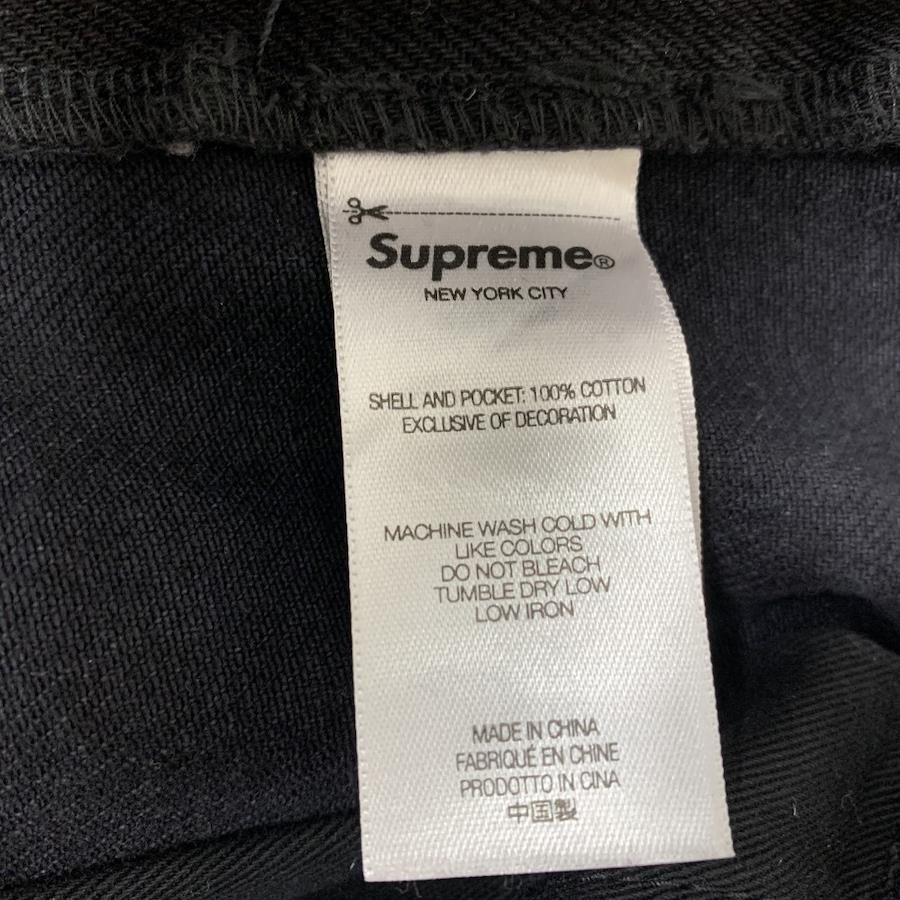 Supreme®
NEW YORK CITY
SHELL AND POCKET: 100% COTTON
EXCLUSIVE OF DECORATION
MACHINE WASH COLD WITH
LIKE COLORS
DO NOT BLEACH
TUMBLE DRY LOW
LOW IRON
MADE IN CHINA
FABRIQUÉ EN CHINE
PRODOTTO IN CINA
中国製